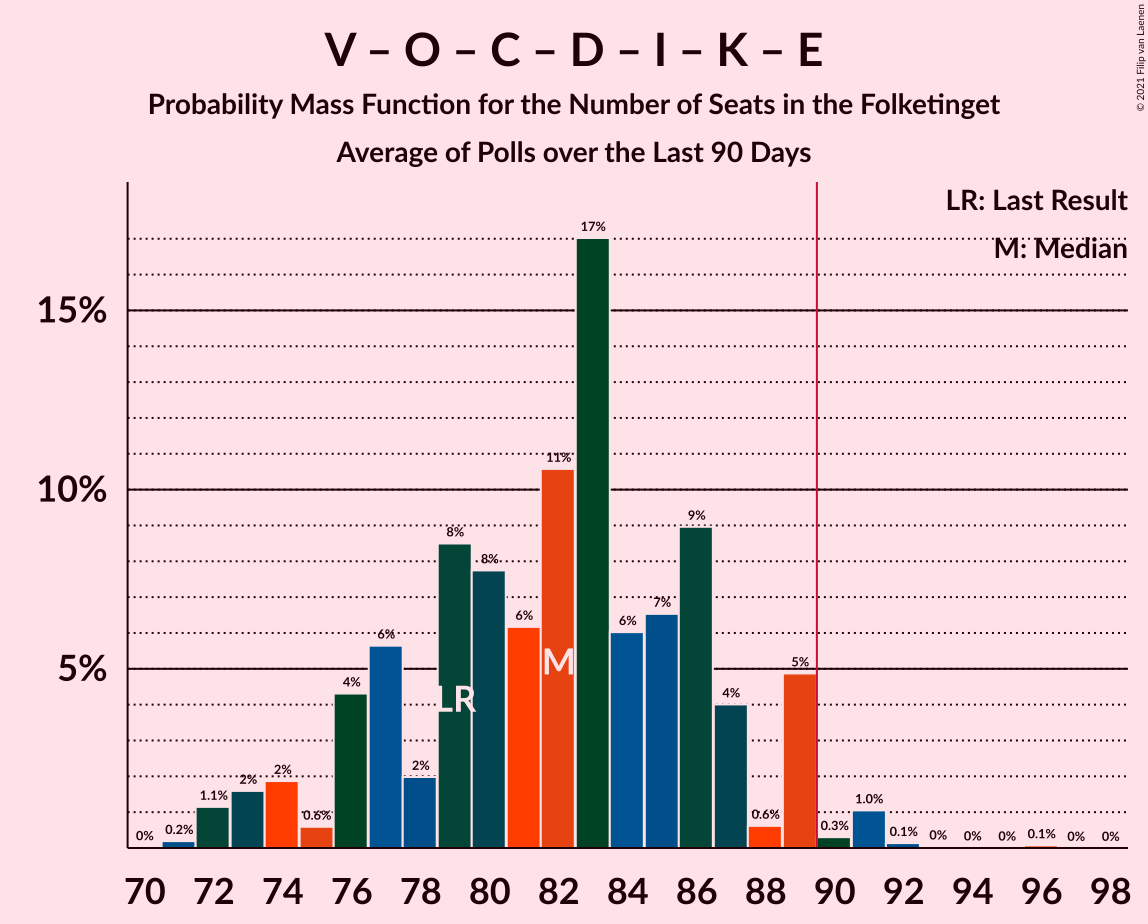 V – O – C – D – I – K – E
Probability Mass Function for the Number of Seats in the Folketinget
Average of Polls over the Last 90 Days
© 2021 Filip van Laenen
LR: Last Result
M: Median
15%
10%
5%
0% 0.2% 1.1% 2% 2% 0.6% 4% 6% 2% 8% 8% 6% 11% 17% 6% 7% 9% 4% 0.6% 5% 0.3% 1.0% 0.1% 0% 0% 0% 0.1% 0% 0%
LR M
70 72 74 76 78 80 82 84 86 88 90 92 94 96 98